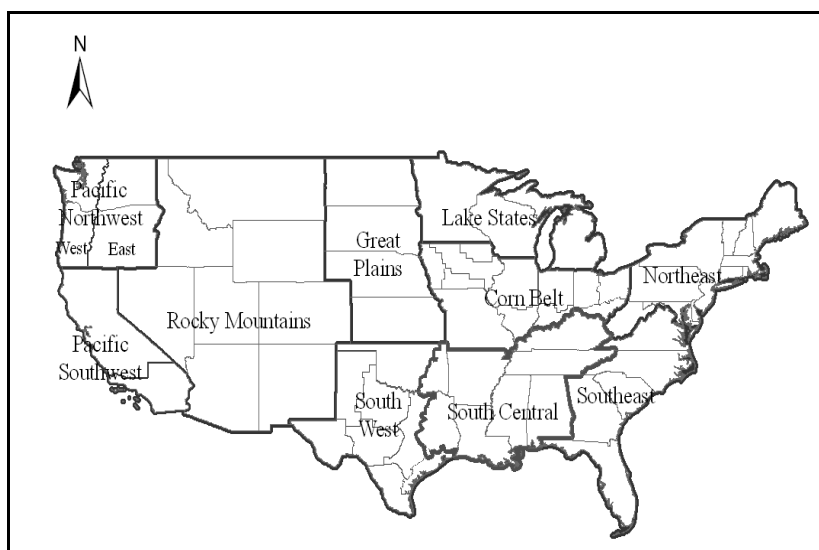 N
Pacific
Northwest
West East
Lake States
Great
Plains
Northeast
Corn Belt
Rocky Mountains
Pacific
Southwest
South
West
South Central
Southeast